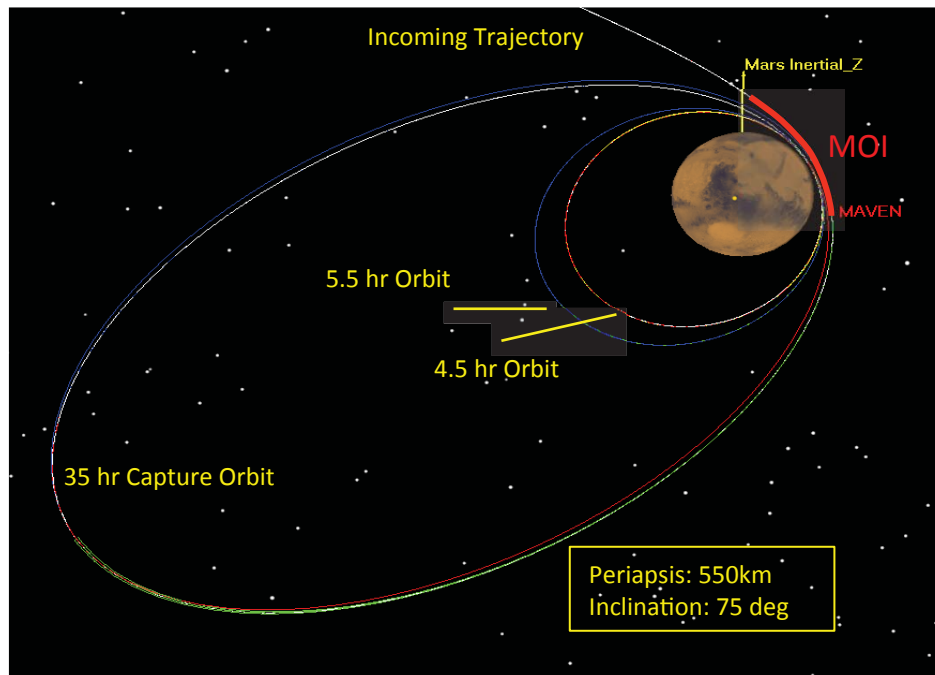 Incoming Trajectory
Mars Inertial_Z
MOI
MAVEN
5.5 hr Orbit
4.5 hr Orbit
35 hr Capture Orbit
Periapsis: 550km
Inclination: 75 deg